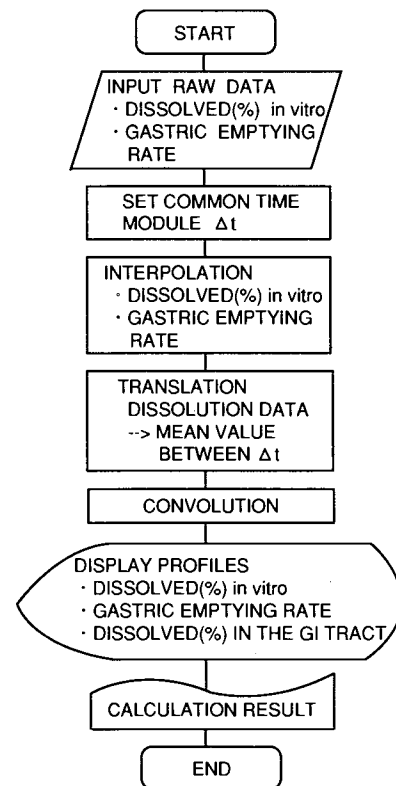 START
INPUT RAW DATA
· DISSOLVED(%) in vitro
· GASTRIC EMPTYING
RATE
SET COMMON TIME
MODULE Δt
INTERPOLATION
· DISSOLVED(%) in vitro
· GASTRIC EMPTYING
RATE
TRANSLATION
DISSOLUTION DATA
--> MEAN VALUE
BETWEEN Δt
CONVOLUTION
DISPLAY PROFILES
· DISSOLVED(%) in vitro
· GASTRIC EMPTYING RATE
· DISSOLVED(%) IN THE GI TRACT
CALCULATION RESULT
END